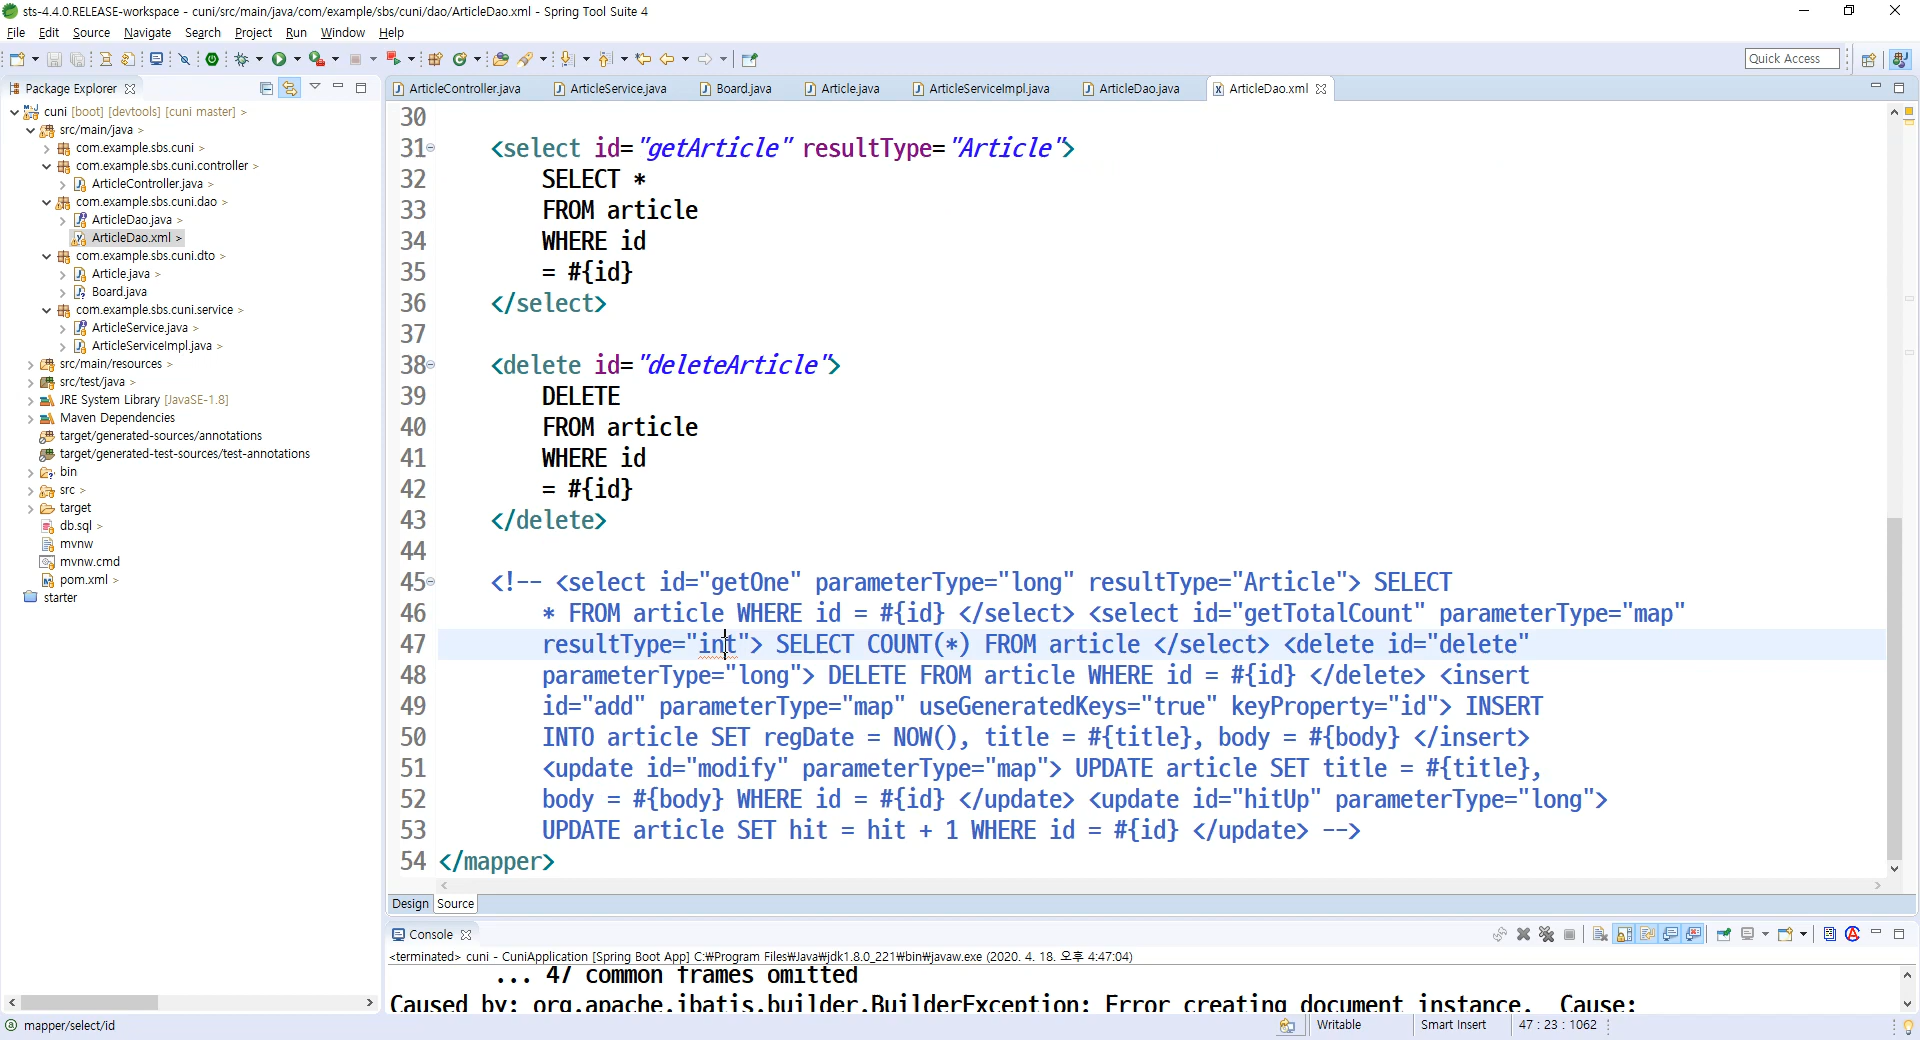 sts-4.4.0.RELEASE-workspace - cuni/src/main/java/com/example/sbs/cuni/dao/ArticleDao.xml - Spring Tool Suite 4
File Edit Source Navigate Search Project Run Window Help
Quick Access
Package Explorer
cuni [boot] [devtools] [cuni master] >
src/main/java >
com.example.sbs.cuni >
com.example.sbs.cuni.controller >
ArticleController.java >
com.example.sbs.cuni.dao >
ArticleDao.java >
ArticleDao.xml >
com.example.sbs.cuni.dto >
Article.java >
Board.java
com.example.sbs.cuni.service >
ArticleService.java >
ArticleServiceImpl.java >
src/main/resources >
src/test/java >
JRE System Library [JavaSE-1.8]
Maven Dependencies
target/generated-sources/annotations
target/generated-test-sources/test-annotations
bin
src >
target
db.sql >
mvnw
mvnw.cmd
pom.xml >
starter
ArticleController.java ArticleService.java Board.java Article.java ArticleServiceImpl.java ArticleDao.java ArticleDao.xml
30
31 <select id="getArticle" resultType="Article">
32 SELECT *
33 FROM article
34 WHERE id
35 = #{id}
36 </select>
37
38 <delete id="deleteArticle">
39 DELETE
40 FROM article
41 WHERE id
42 = #{id}
43 </delete>
44
45 <!-- <select id="getOne" parameterType="long" resultType="Article"> SELECT
46 * FROM article WHERE id = #{id} </select> <select id="getTotalCount" parameterType="map"
47 resultType="int"> SELECT COUNT(*) FROM article </select> <delete id="delete"
48 parameterType="long"> DELETE FROM article WHERE id = #{id} </delete> <insert
49 id="add" parameterType="map" useGeneratedKeys="true" keyProperty="id"> INSERT
50 INTO article SET regDate = NOW(), title = #{title}, body = #{body} </insert>
51 <update id="modify" parameterType="map"> UPDATE article SET title = #{title},
52 body = #{body} WHERE id = #{id} </update> <update id="hitUp" parameterType="long">
53 UPDATE article SET hit = hit + 1 WHERE id = #{id} </update> -->
54 </mapper>
Design Source
Console
<terminated> cuni - CuniApplication [Spring Boot App] C:₩Program Files₩Java₩jdk1.8.0_221₩bin₩javaw.exe (2020. 4. 18. 오후 4:47:04)
... 47 common frames omitted
Caused by: org.apache.ibatis.builder.BuilderException: Error creating document instance. Cause:
mapper/select/id
Writable Smart Insert 47 : 23 : 1062